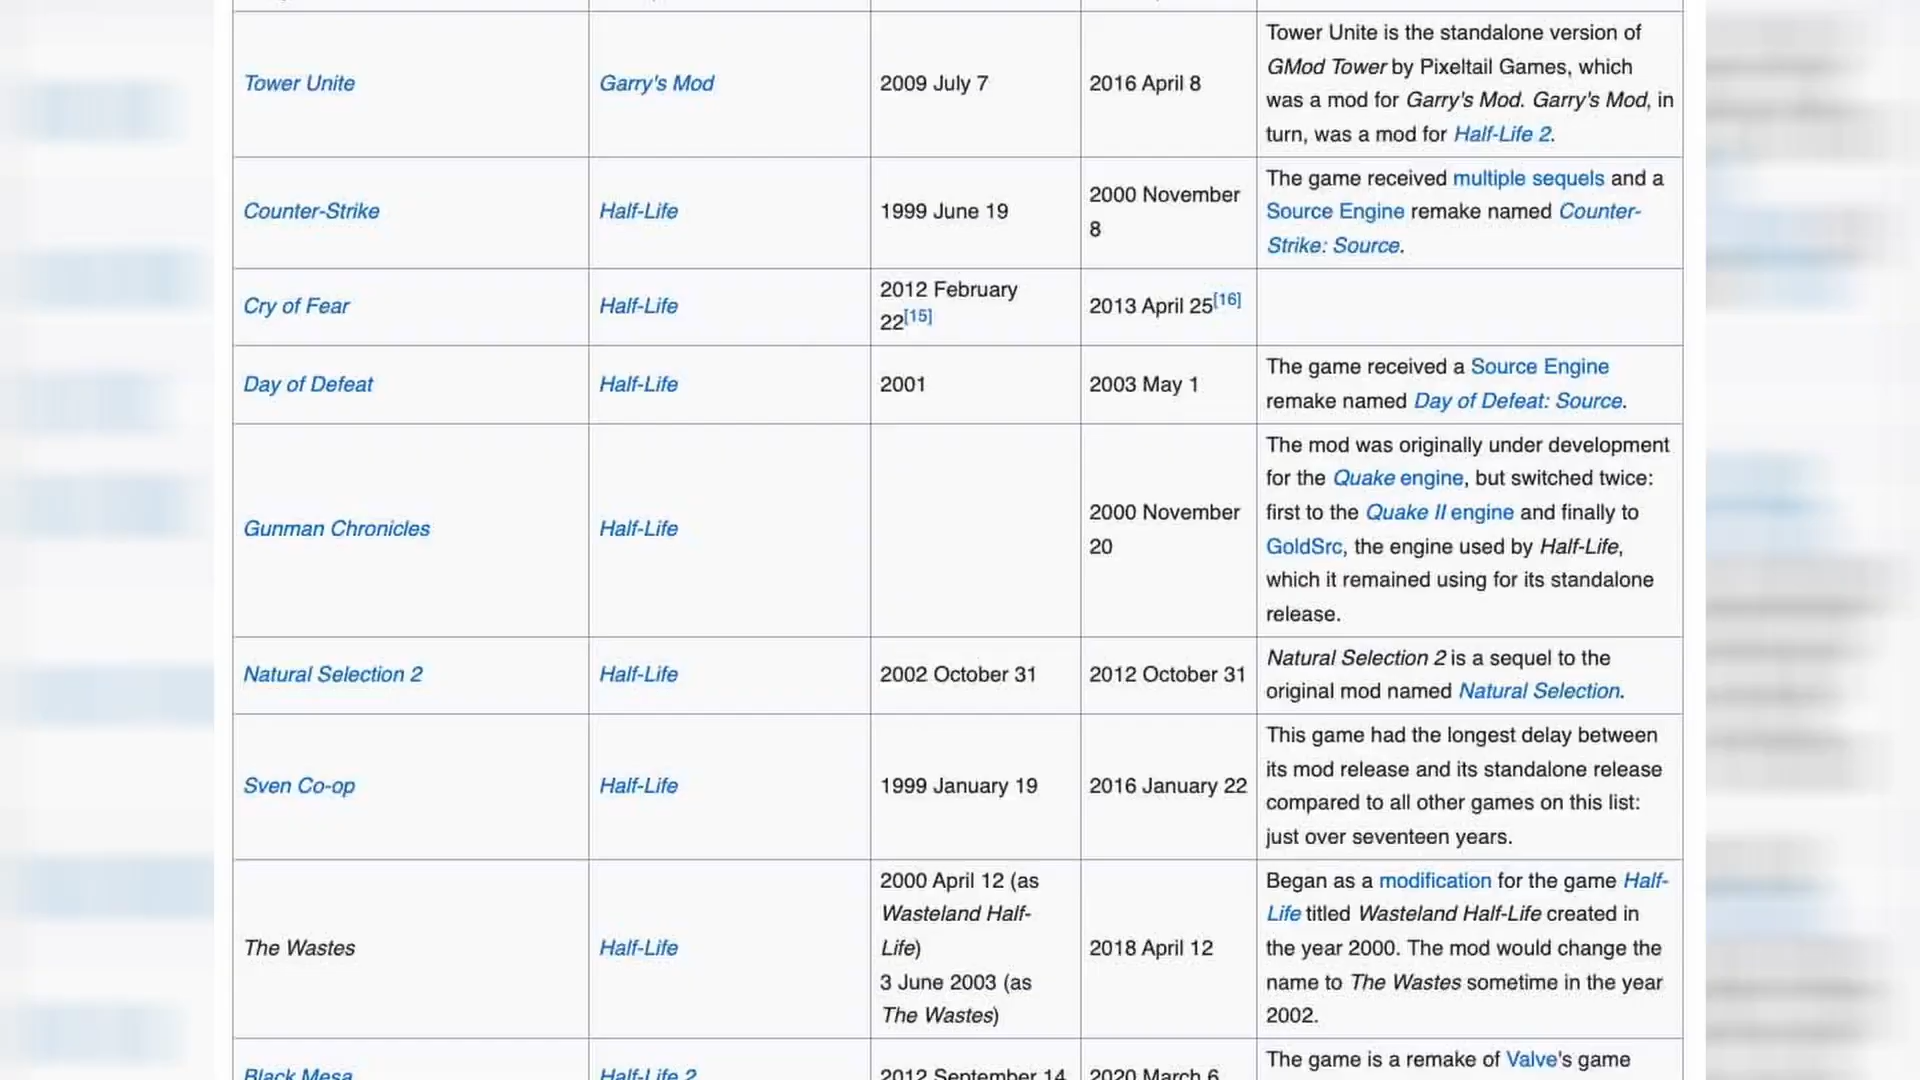 Tower Unite is the standalone version of
Tower Unite Garry's Mod 2009 July 7 2016 April 8 GMod Tower by Pixeltail Games, which
was a mod for Garry's Mod. Garry's Mod, in
turn, was a mod for Half-Life 2.
Counter-Strike Half-Life 1999 June 19 2000 November
8
The game received multiple sequels and a
Source Engine remake named Counter-
Strike: Source.
Cry of Fear Half-Life 2012 February
22[15]
2013 April 25[16]
Day of Defeat Half-Life 2001 2003 May 1
The game received a Source Engine
remake named Day of Defeat: Source.
Gunman Chronicles Half-Life 2000 November
20
The mod was originally under development
for the Quake engine, but switched twice:
first to the Quake II engine and finally to
GoldSrc, the engine used by Half-Life,
which it remained using for its standalone
release.
Natural Selection 2 Half-Life 2002 October 31 2012 October 31
Natural Selection 2 is a sequel to the
original mod named Natural Selection.
Sven Co-op Half-Life 1999 January 19 2016 January 22
This game had the longest delay between
its mod release and its standalone release
compared to all other games on this list:
just over seventeen years.
The Wastes Half-Life 2000 April 12 (as
Wasteland Half-
Life)
3 June 2003 (as
The Wastes)
2018 April 12
Began as a modification for the game Half-
Life titled Wasteland Half-Life created in
the year 2000. The mod would change the
name to The Wastes sometime in the year
2002.
Black Mesa Half-Life 2 2012 September 14 2020 March 6
The game is a remake of Valve's game